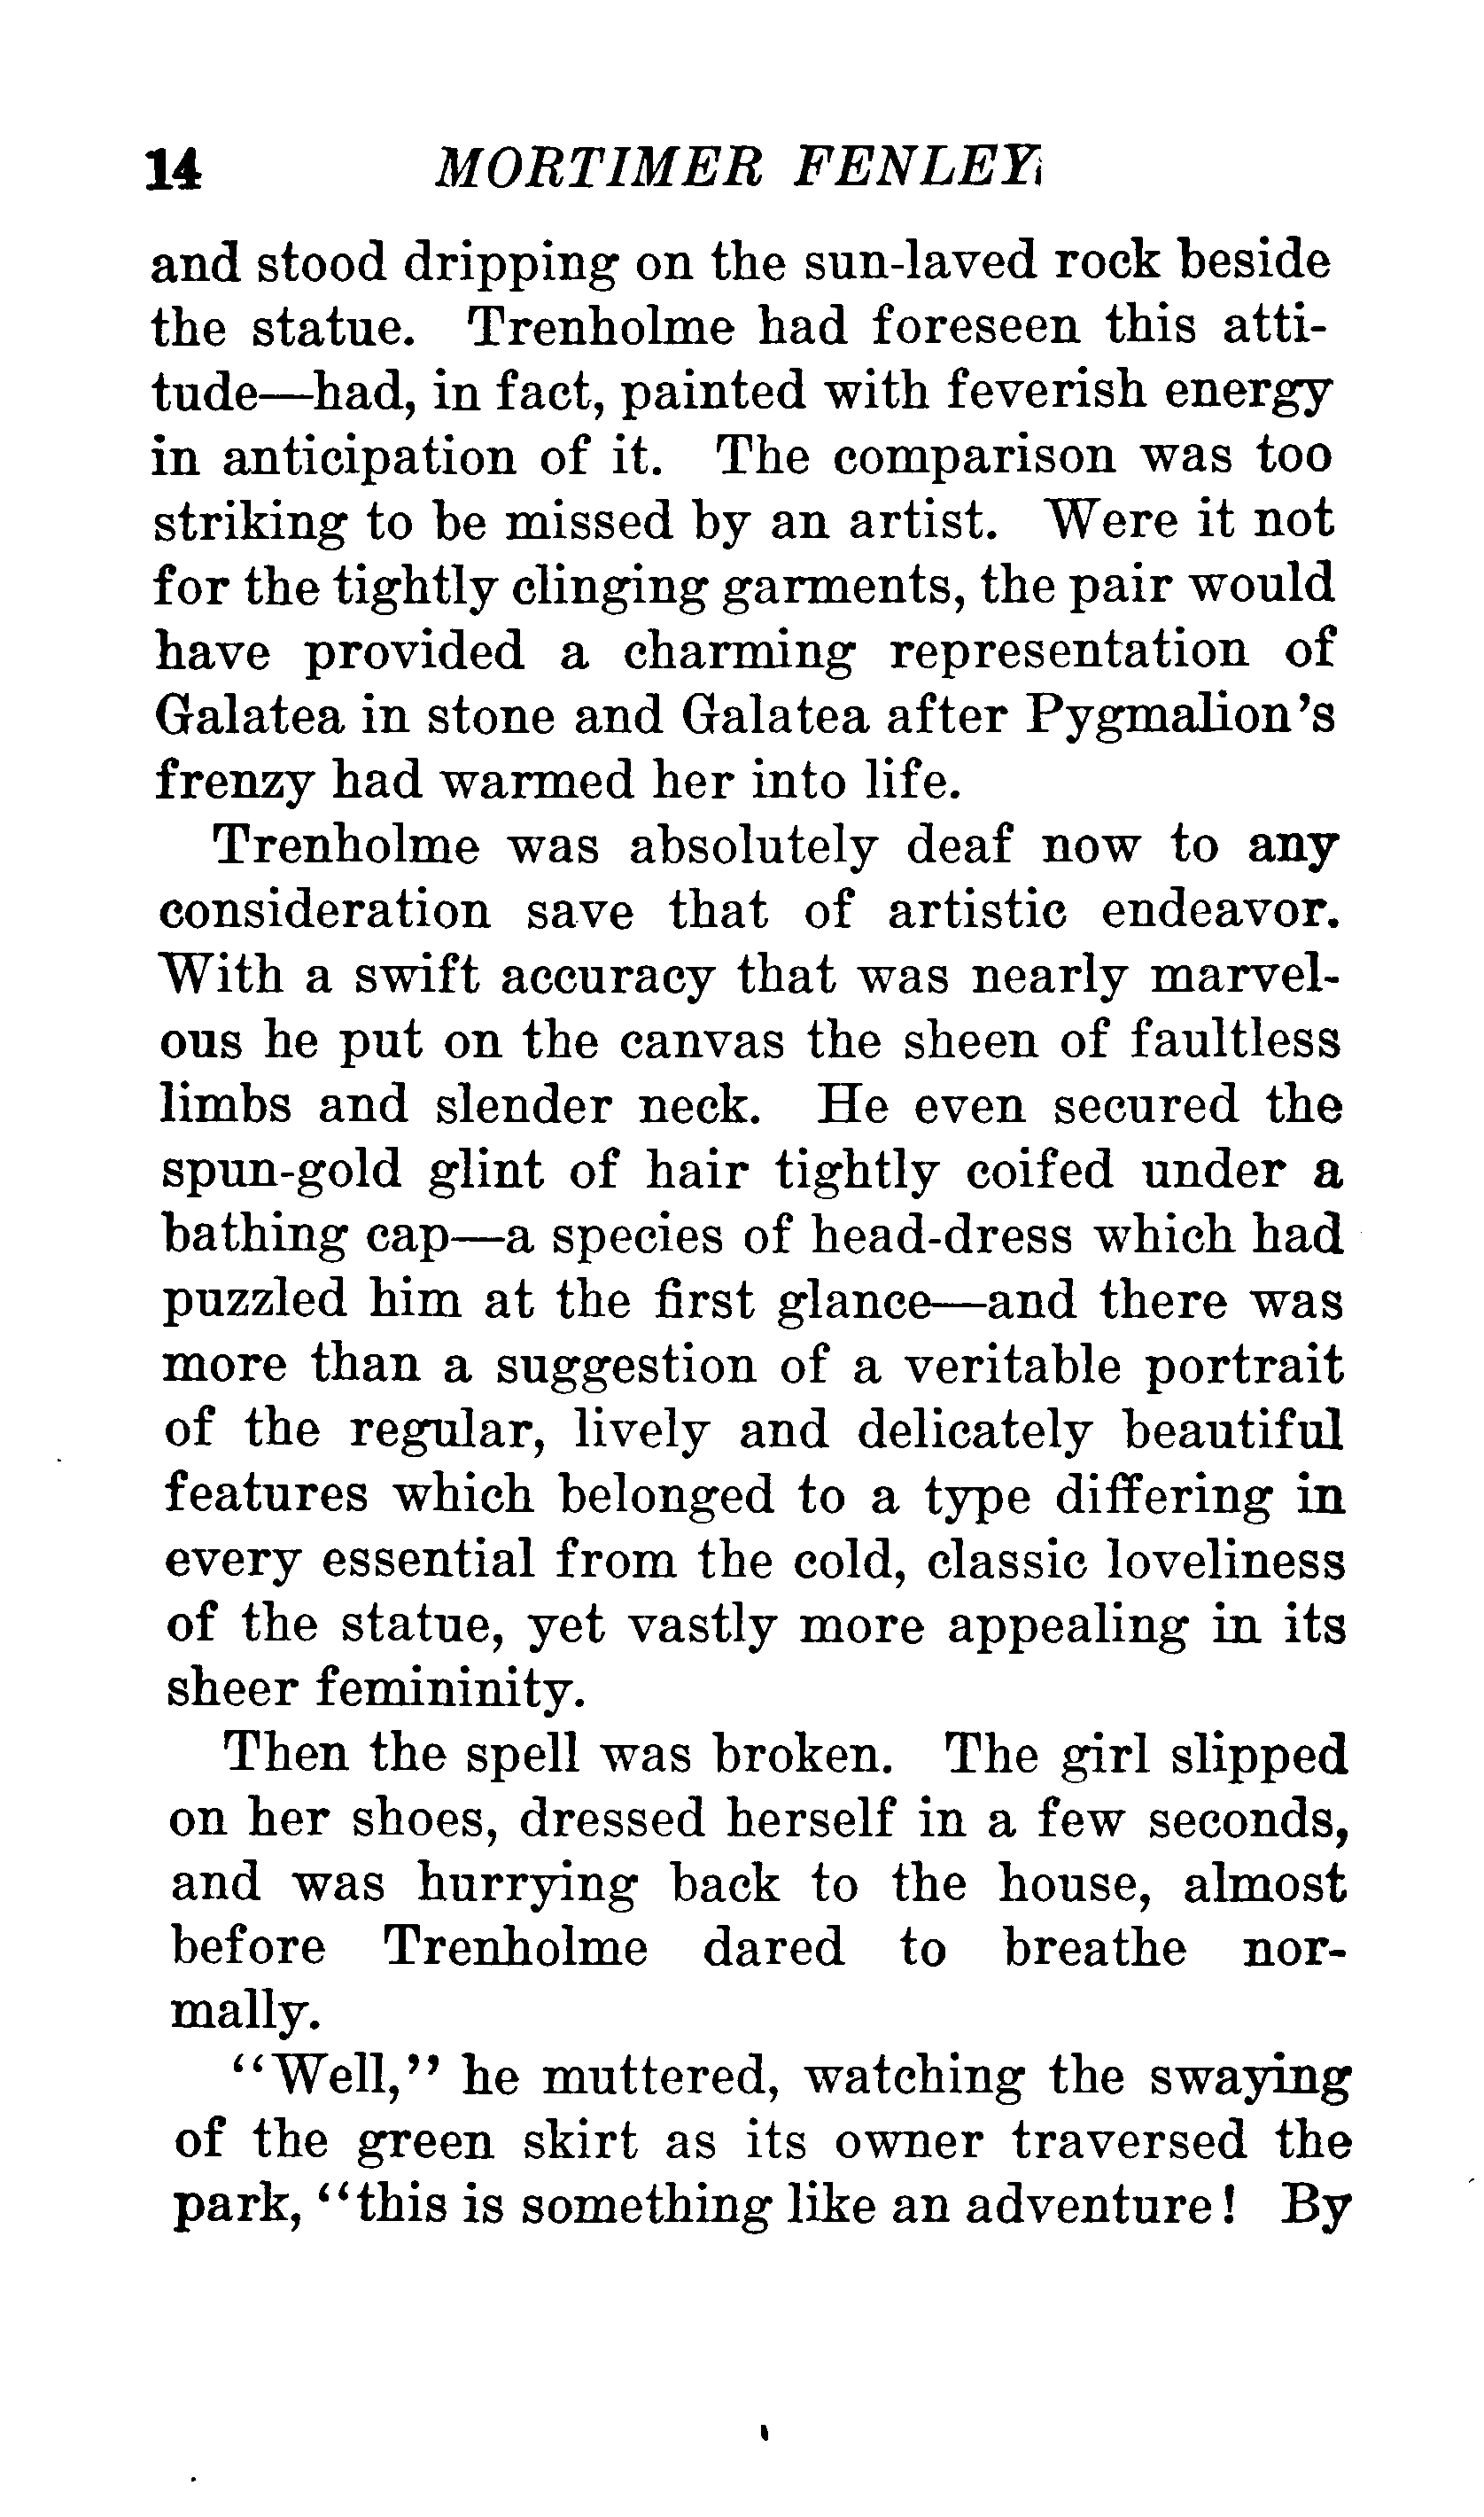 14 MORTIMER FENLEY
and stood dripping on the sun-laved rock beside
the statue. Trenholme had foreseen this atti-
tude—had, in fact, painted with feverish energy
in anticipation of it. The comparison was too
striking to be missed by an artist. Were it not
for the tightly clinging garments, the pair would
have provided a charming representation of
Galatea in stone and Galatea after Pygmalion's
frenzy had warmed her into life.
Trenholme was absolutely deaf now to any
consideration save that of artistic endeavor.
With a swift accuracy that was nearly marvel-
ous he put on the canvas the sheen of faultless
limbs and slender neck. He even secured the
spun-gold glint of hair tightly coifed under a
bathing cap—a species of head-dress which had
puzzled him at the first glance—and there was
more than a suggestion of a veritable portrait
of the regular, lively and delicately beautiful
features which belonged to a type differing in
every essential from the cold, classic loveliness
of the statue, yet vastly more appealing in its
sheer femininity.
Then the spell was broken. The girl slipped
on her shoes, dressed herself in a few seconds,
and was hurrying back to the house, almost
before Trenholme dared to breathe nor-
mally.
"Well," he muttered, watching the swaying
of the green skirt as its owner traversed the
park, "this is something like an adventure! By